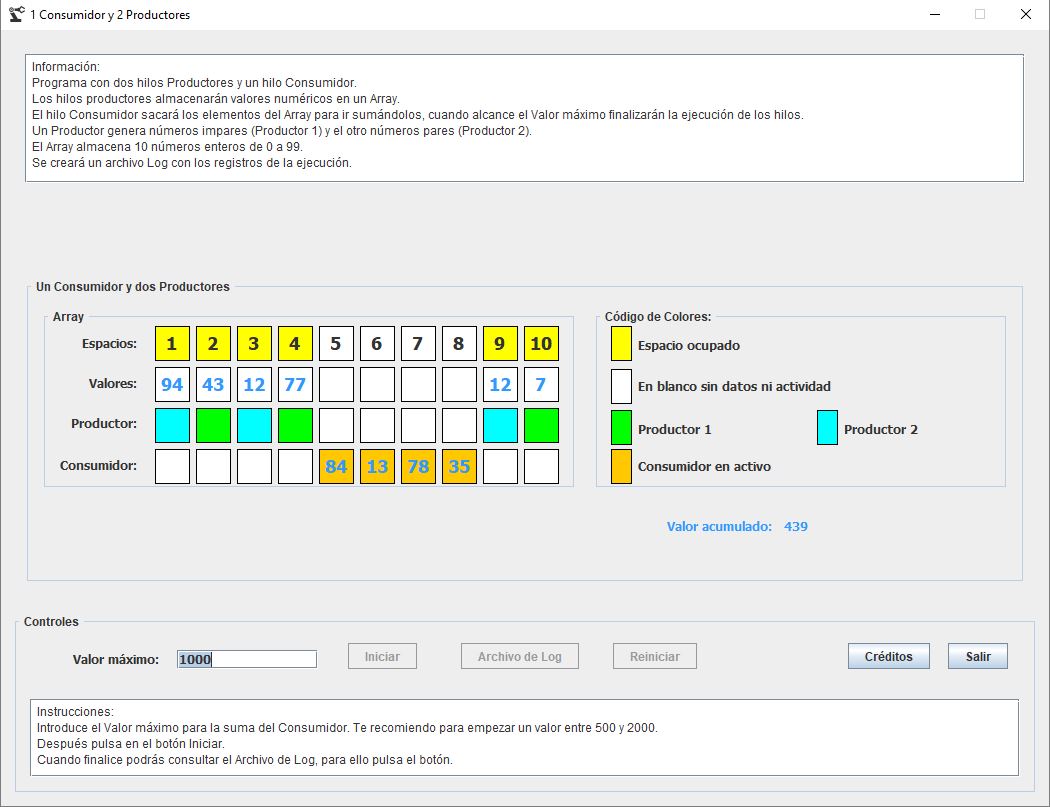 1 Consumidor y 2 Productores
Información:
Programa con dos hilos Productores y un hilo Consumidor.
Los hilos productores almacenarán valores numéricos en un Array.
El hilo Consumidor sacará los elementos del Array para ir sumándolos, cuando alcance el Valor máximo finalizarán la ejecución de los hilos.
Un Productor genera números impares (Productor 1) y el otro números pares (Productor 2).
El Array almacena 10 números enteros de 0 a 99.
Se creará un archivo Log con los registros de la ejecución.
Un Consumidor y dos Productores
Array
Espacios: 1 2 3 4 5 6 7 8 9 10
Valores: 94 43 12 77 12 7
Productor:
Consumidor: 84 13 78 35
Código de Colores:
Espacio ocupado
En blanco sin datos ni actividad
Productor 1 Productor 2
Consumidor en activo
Valor acumulado: 439
Controles
Valor máximo: 1000 Iniciar Archivo de Log Reiniciar Créditos Salir
Instrucciones:
Introduce el Valor máximo para la suma del Consumidor. Te recomiendo para empezar un valor entre 500 y 2000.
Después pulsa en el botón Iniciar.
Cuando finalice podrás consultar el Archivo de Log, para ello pulsa el botón.